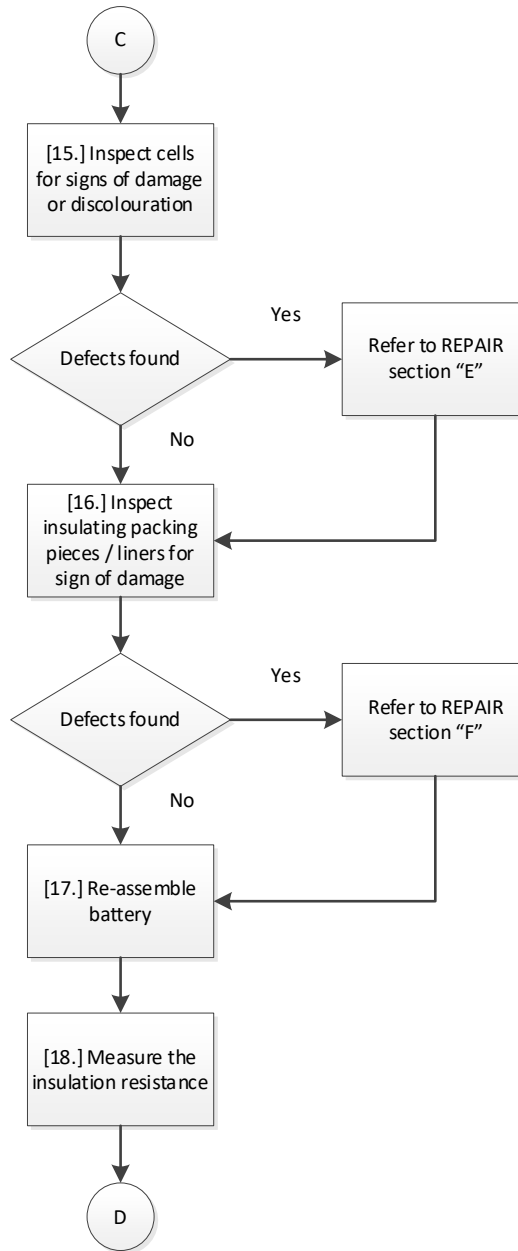 C
[15.] Inspect cells
for signs of damage
or discolouration
Defects found
Yes
Refer to REPAIR
section “E”
No
[16.] Inspect
insulating packing
pieces / liners for
sign of damage
Defects found
Yes
Refer to REPAIR
section “F”
No
[17.] Re-assemble
battery
[18.] Measure the
insulation resistance
D